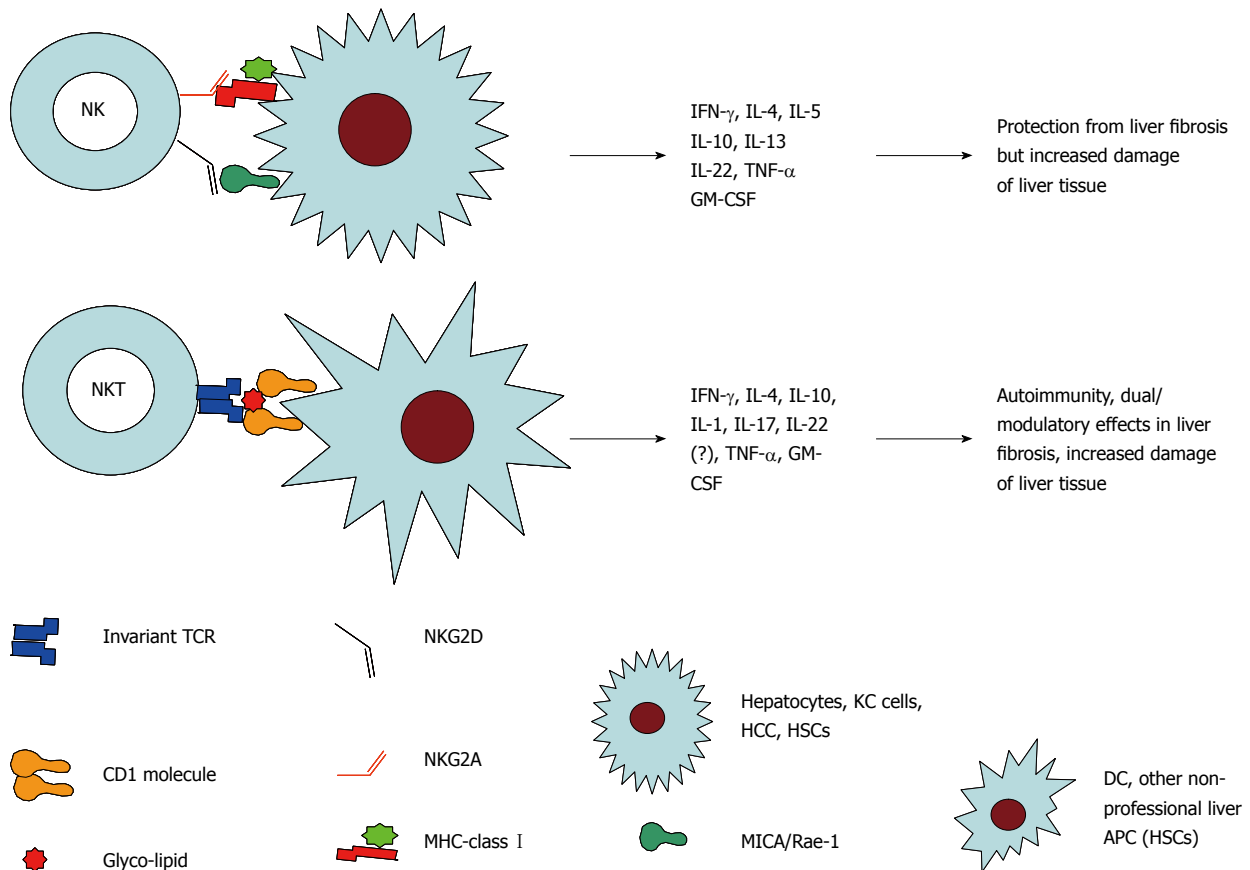 NK
IFN-γ, IL-4, IL-5
IL-10, IL-13
IL-22, TNF-α
GM-CSF
Protection from liver fibrosis
but increased damage
of liver tissue
NKT
IFN-γ, IL-4, IL-10,
IL-1, IL-17, IL-22
(?), TNF-α, GM-
CSF
Autoimmunity, dual/
modulatory effects in liver
fibrosis, increased damage
of liver tissue
Invariant TCR
NKG2D
Hepatocytes, KC cells,
HCC, HSCs
CD1 molecule
NKG2A
DC, other non-
professional liver
APC (HSCs)
Glyco-lipid
MHC-class Ⅰ
MICA/Rae-1